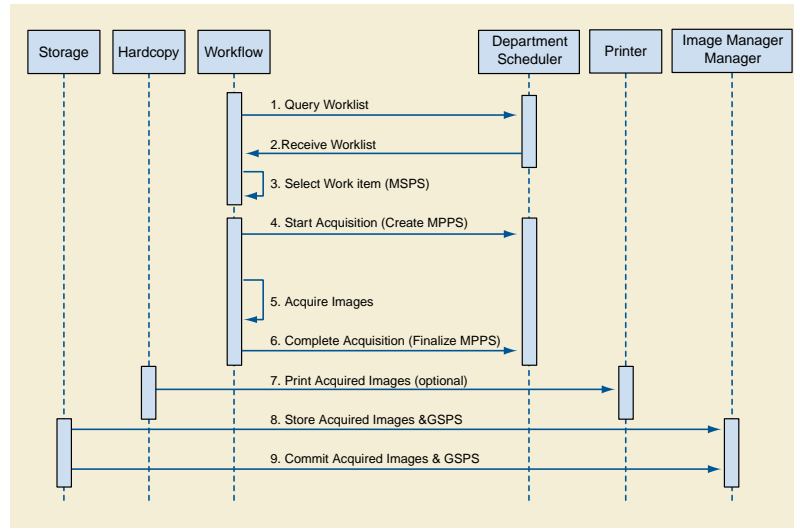 Storage
Hardcopy
Workflow
Department
Scheduler
Printer
Image Manager
Manager
1. Query Worklist
2.Receive Worklist
3. Select Work item (MSPS)
4. Start Acquisition (Create MPPS)
5. Acquire Images
6. Complete Acquisition (Finalize MPPS)
7. Print Acquired Images (optional)
8. Store Acquired Images &GSPS
9. Commit Acquired Images & GSPS